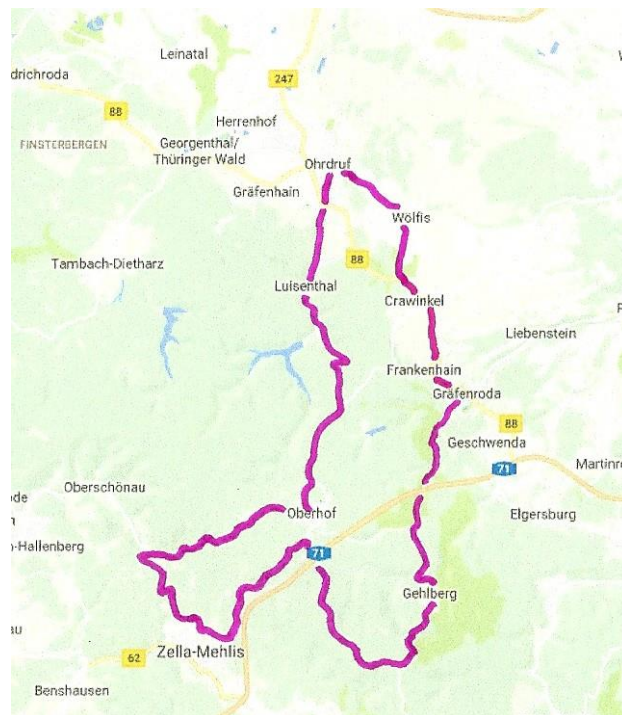 Leinatal
drichroda
247
88
Herrenhof
FINSTERBERGEN
Georgenthal/
Thüringer Wald
Ohrdruf
Gräfenhain
Wölfis
88
Tambach-Dietharz
Luisenthal
Crawinkel
Liebenstein
Frankenhain
Gräfenroda
88
Geschwenda
71
Martinro
Oberschönau
ode
Oberhof
Elgersburg
n-Hallenberg
71
Gehlberg
au
Zella-Mehlis
62
Benshausen